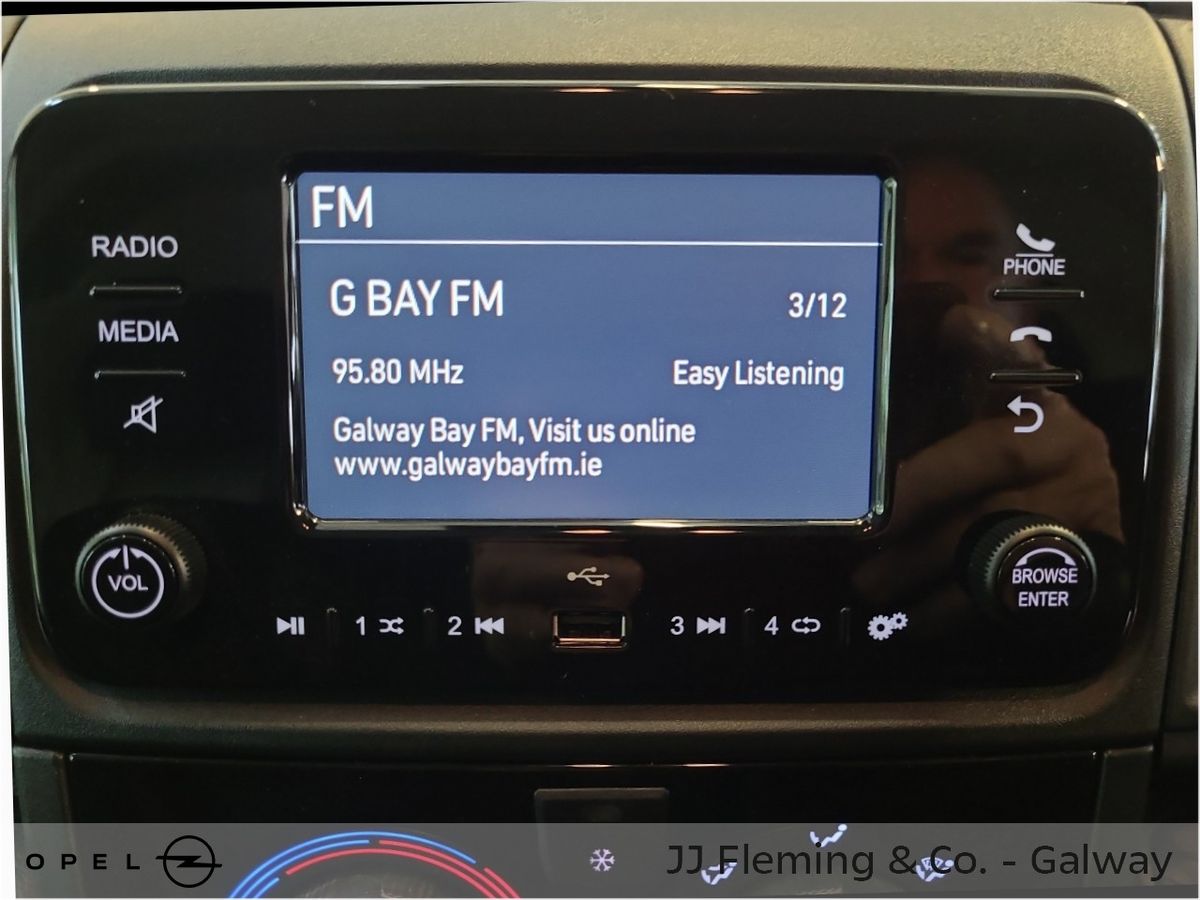 FM
RADIO
PHONE
G BAY FM 3/12
MEDIA
95.80 MHz Easy Listening
Galway Bay FM, Visit us online
www.galwaybayfm.ie
VOL
BROWSE
ENTER
1 2 3 4
OPEL JJ Fleming & Co. - Galway